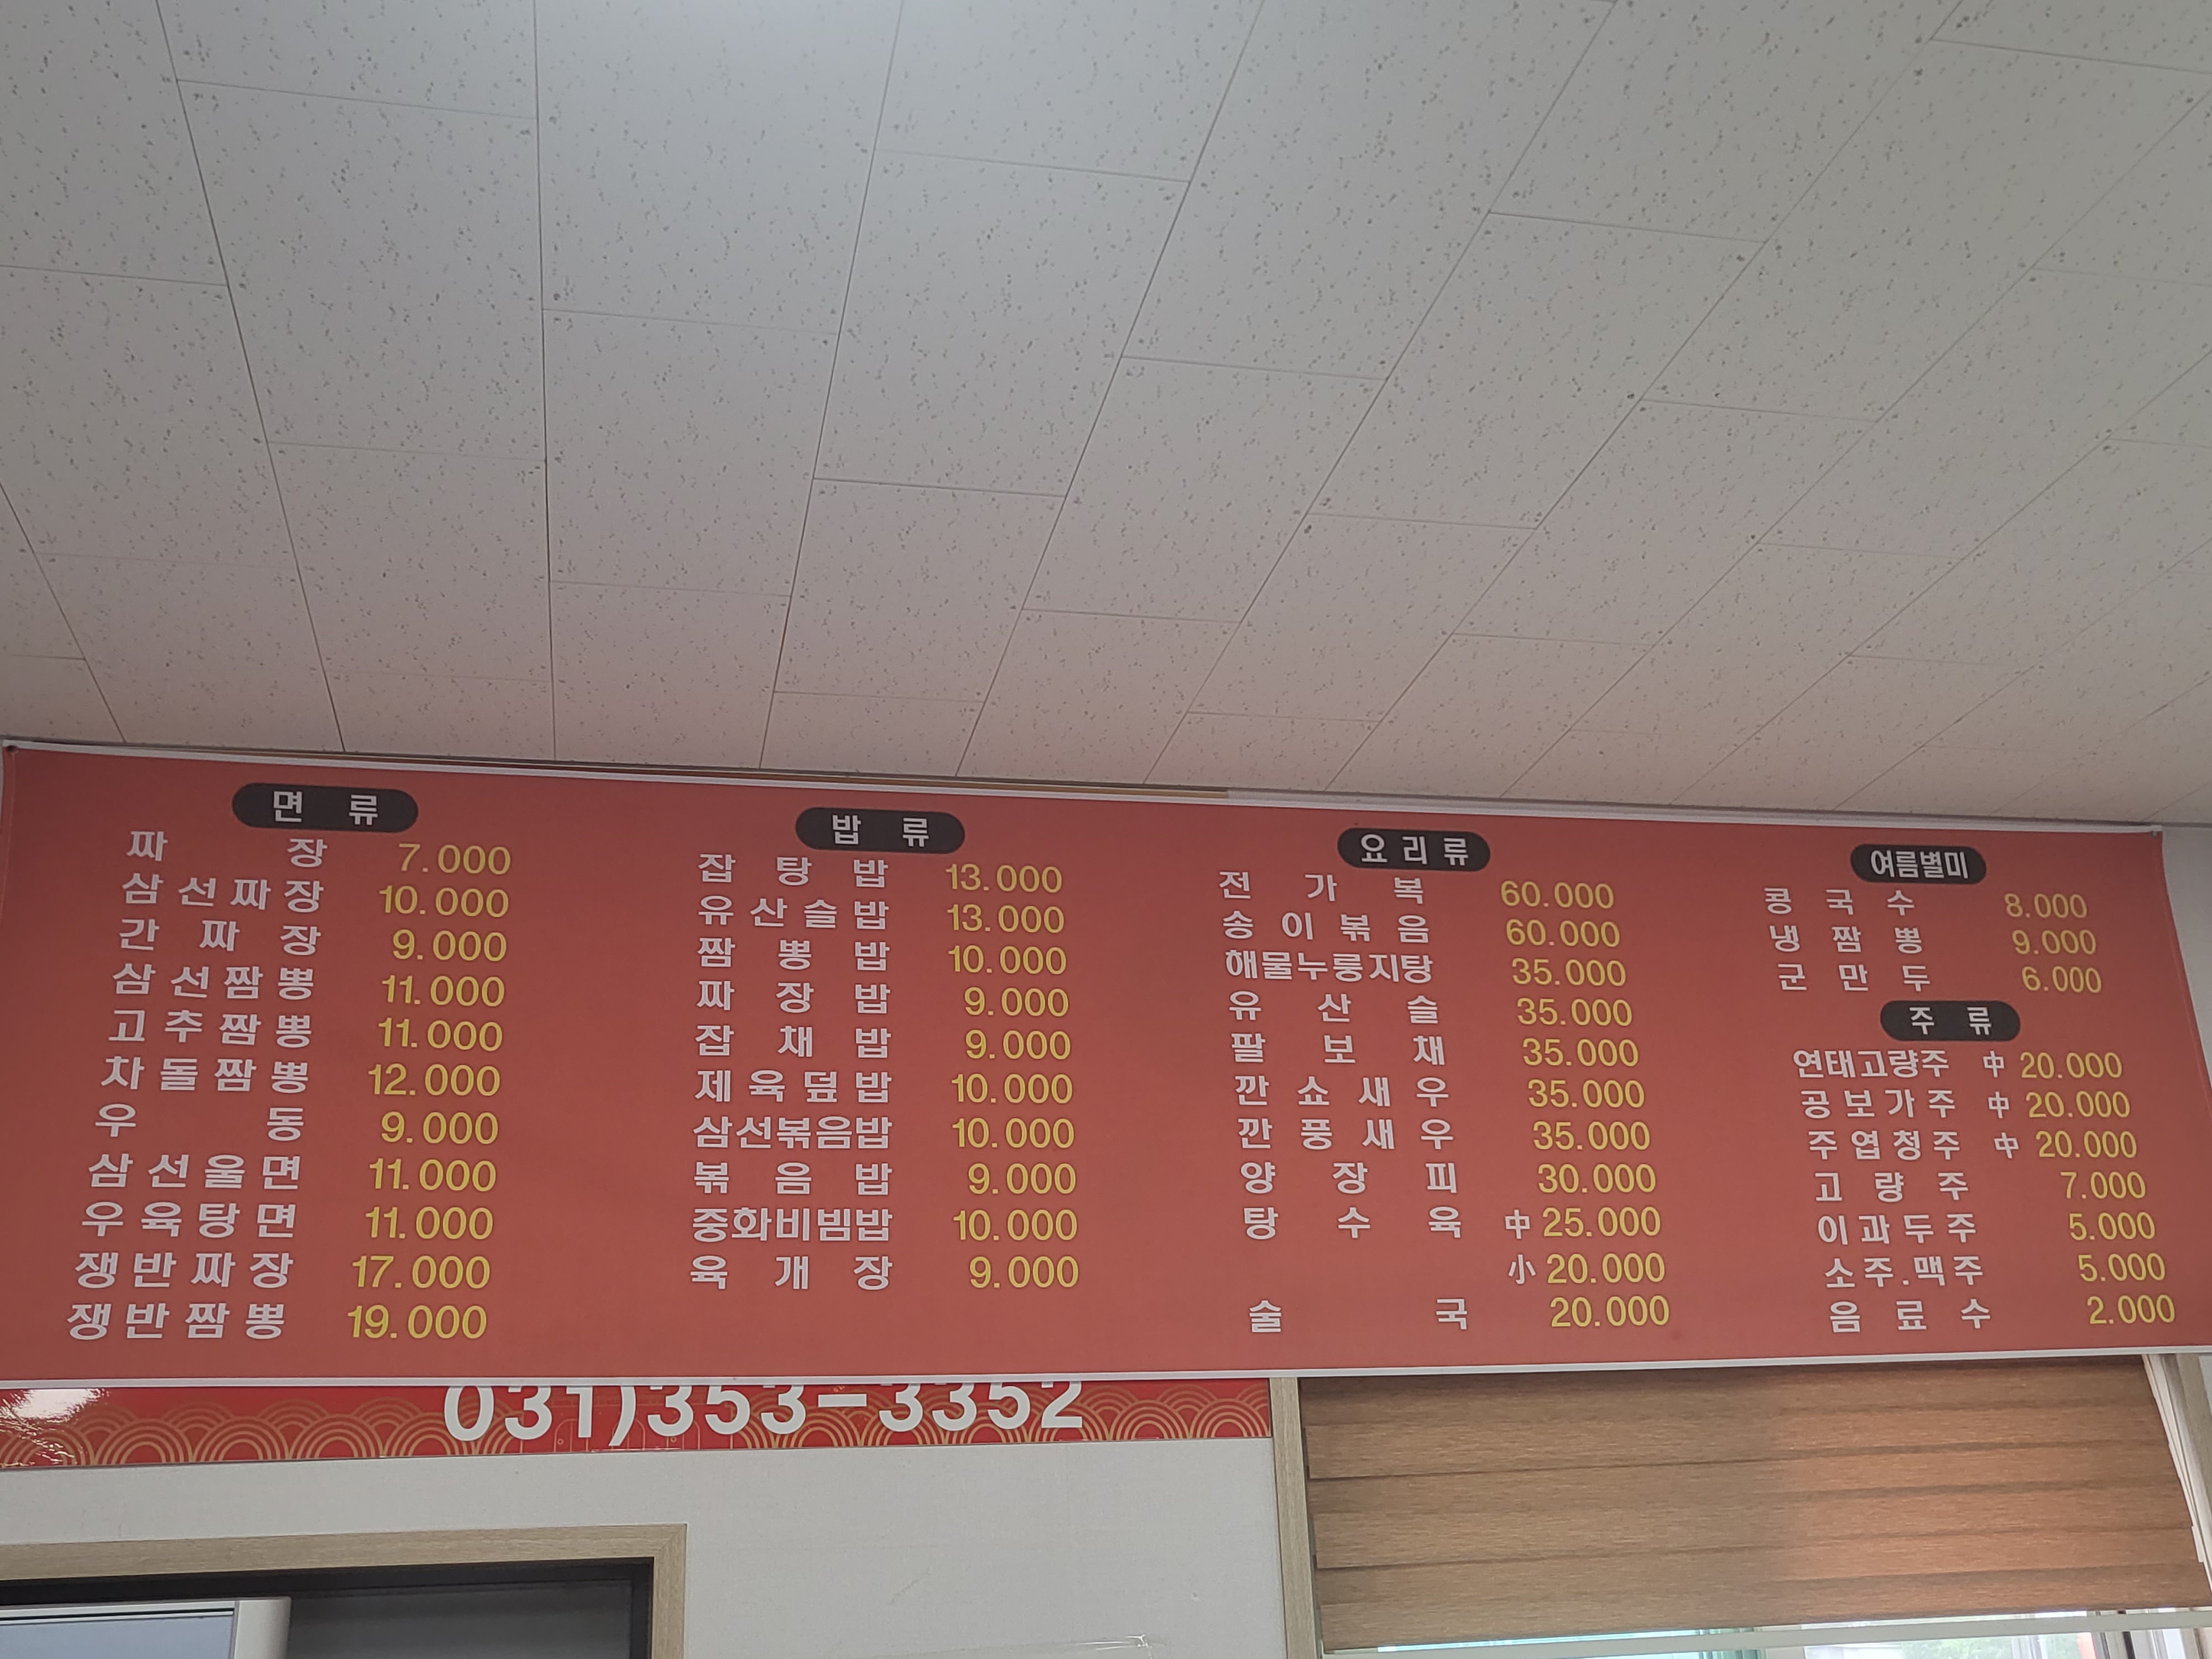 면 류
짜 장 7.000
삼선짜장 10.000
간 짜 장 9.000
삼선짬뽕 11.000
고추짬뽕 11.000
차돌짬뽕 12.000
우 동 9.000
삼선울면 11.000
우육탕면 11.000
쟁반짜장 17.000
쟁반짬뽕 19.000
밥 류
잡 탕 밥 13.000
유산슬밥 13.000
짬 뽕 밥 10.000
짜 장 밥 9.000
잡 채 밥 9.000
제육덮밥 10.000
삼선볶음밥 10.000
볶 음 밥 9.000
중화비빔밥 10.000
육 개 장 9.000
요리류
전 가 복 60.000
송이볶음 60.000
해물누룽지탕 35.000
유 산 슬 35.000
팔 보 채 35.000
깐쇼새우 35.000
깐풍새우 35.000
양 장 피 30.000
탕 수 육 中 25.000
小 20.000
술 국 20.000
여름별미
콩 국 수 8.000
냉 짬 뽕 9.000
군 만 두 6.000
주 류
연태고량주 中 20.000
공보가주 中 20.000
주엽청주 中 20.000
고 량 주 7.000
이과두주 5.000
소주.맥주 5.000
음 료 수 2.000
031)353-3352